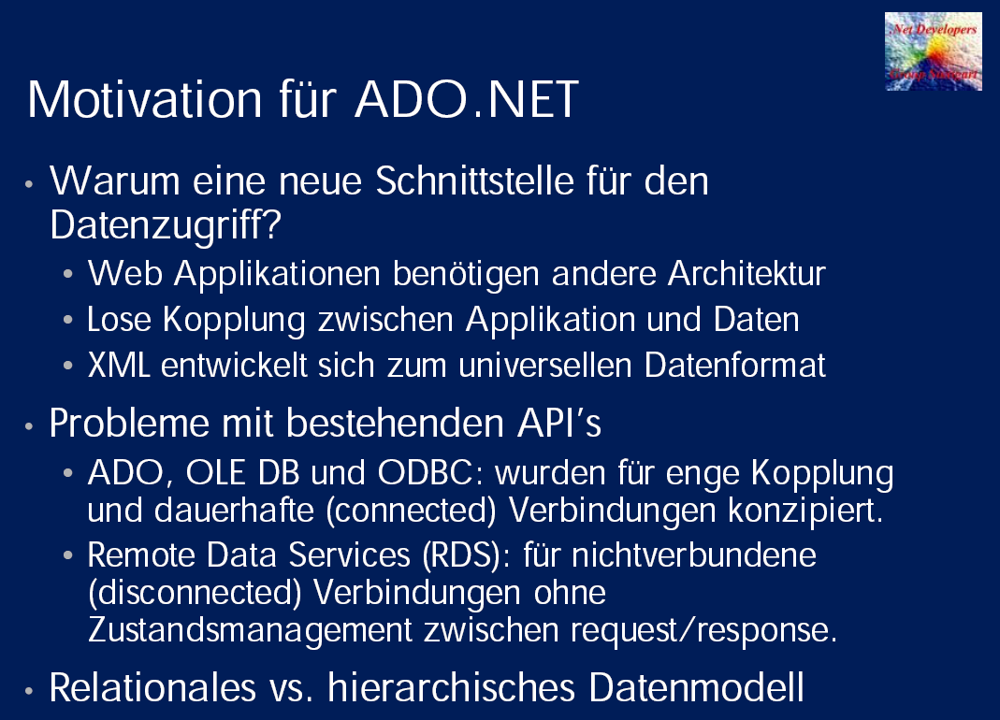 .Net Developers
Group Stuttgart
Motivation für ADO.NET
• Warum eine neue Schnittstelle für den
Datenzugriff?
• Web Applikationen benötigen andere Architektur
• Lose Kopplung zwischen Applikation und Daten
• XML entwickelt sich zum universellen Datenformat
• Probleme mit bestehenden API’s
• ADO, OLE DB und ODBC: wurden für enge Kopplung
und dauerhafte (connected) Verbindungen konzipiert.
• Remote Data Services (RDS): für nichtverbundene
(disconnected) Verbindungen ohne
Zustandsmanagement zwischen request/response.
• Relationales vs. hierarchisches Datenmodell